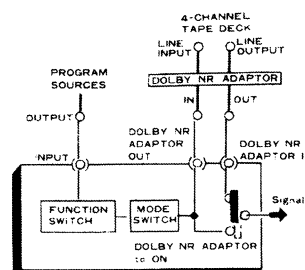 4-CHANNEL
TAPE DECK
LINE
INPUT
LINE
OUTPUT
PROGRAM
SOURCES
DOLBY NR ADAPTOR
IN
OUT
OUTPUT
DOLBY NR
ADAPTOR
OUT
DOLBY NR
ADAPTOR I
INPUT
Signal
FUNCTION
SWITCH
MODE
SWITCH
DOLBY NR ADAPTOR
to ON